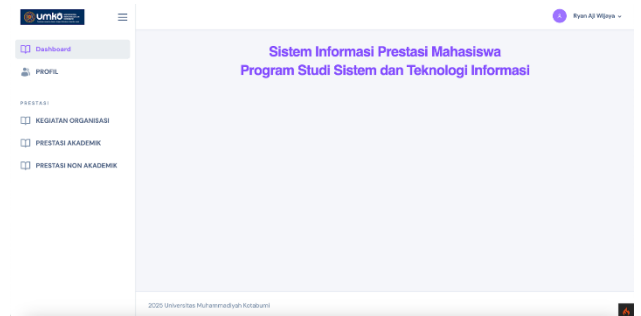 umkö
Ryan Aji Wijaya
Dashboard
PROFIL
PRESTASI
KEGIATAN ORGANISASI
PRESTASI AKADEMIK
PRESTASI NON AKADEMIK
Sistem Informasi Prestasi Mahasiswa
Program Studi Sistem dan Teknologi Informasi
2025 Universitas Muhammadiyah Kotabumi